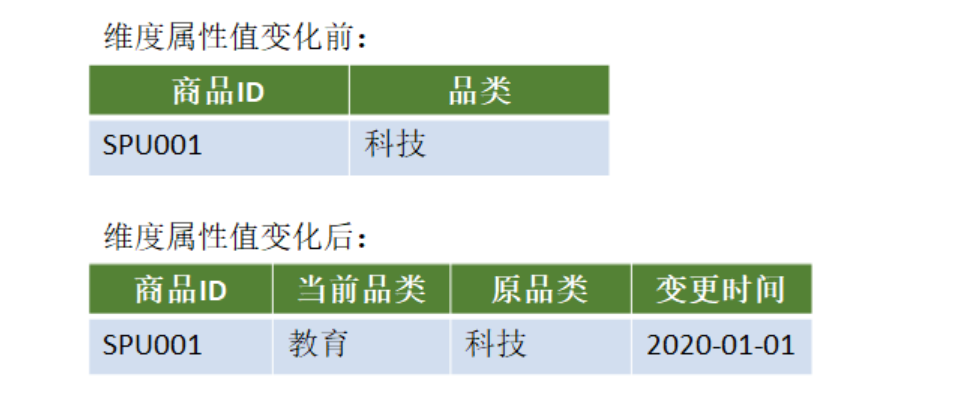 维度属性值变化前：
商品ID 品类
SPU001 科技
维度属性值变化后：
商品ID 当前品类 原品类 变更时间
SPU001 教育 科技 2020-01-01